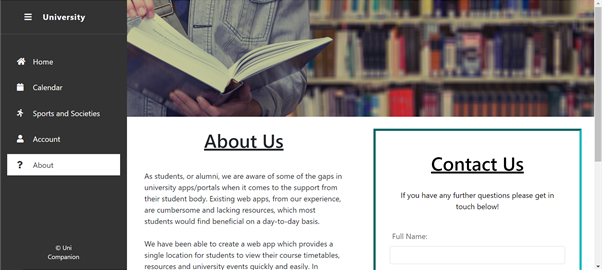 University
Home
Calendar
Sports and Societies
Account
About
© Uni
Companion
About Us
As students, or alumni, we are aware of some of the gaps in
university apps/portals when it comes to the support from
their student body. Existing web apps, from our experience,
are cumbersome and lacking resources, which most
students would find beneficial on a day-to-day basis.
We have been able to create a web app which provides a
single location for students to view their course timetables,
resources and university events quickly and easily. In
Contact Us
If you have any further questions please get in
touch below!
Full Name: